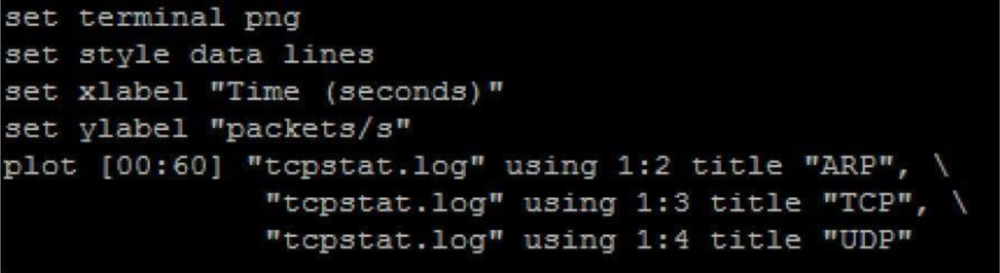 set terminal png
set style data lines
set xlabel "Time (seconds)"
set ylabel "packets/s"
plot [00:60] "tcpstat.log" using 1:2 title "ARP", \
"tcpstat.log" using 1:3 title "TCP", \
"tcpstat.log" using 1:4 title "UDP"